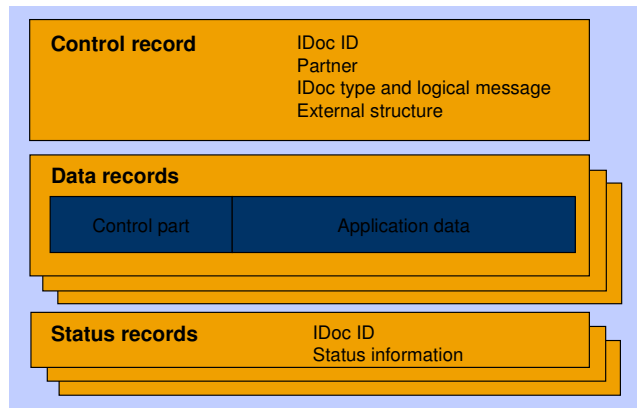 Control record
IDoc ID
Partner
IDoc type and logical message
External structure
Data records
Control part
Application data
Status records
IDoc ID
Status information